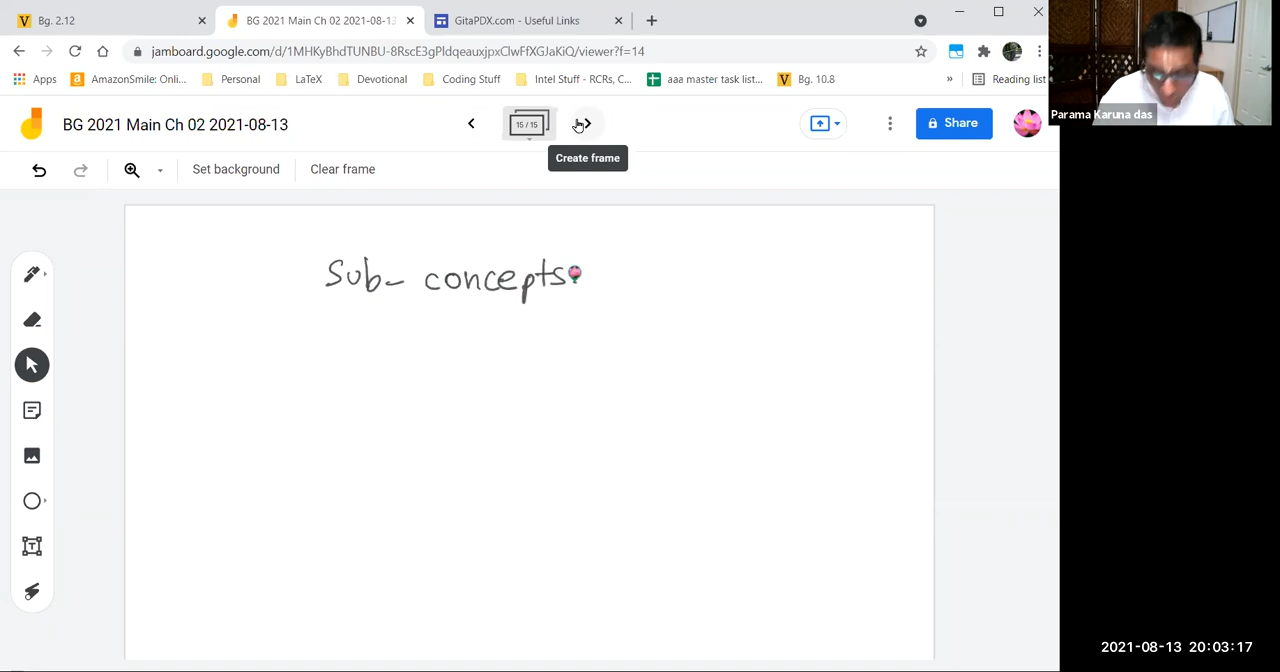 Bg. 2.12
BG 2021 Main Ch 02 2021-08-13
GitaPDX.com - Useful Links
jamboard.google.com/d/1MHKyBhdTUNBU-8RscE3gPldqeauxjpxClwFfXGJaKiQ/viewer?f=14
Apps
AmazonSmile: Onli...
Personal
LaTeX
Devotional
Coding Stuff
Intel Stuff - RCRs, C...
aaa master task list...
Bg. 10.8
»
Reading list
Parama Karuna das
BG 2021 Main Ch 02 2021-08-13
15 / 15
Share
Create frame
Set background
Clear frame
Sub- concepts
2021-08-13 20:03:17